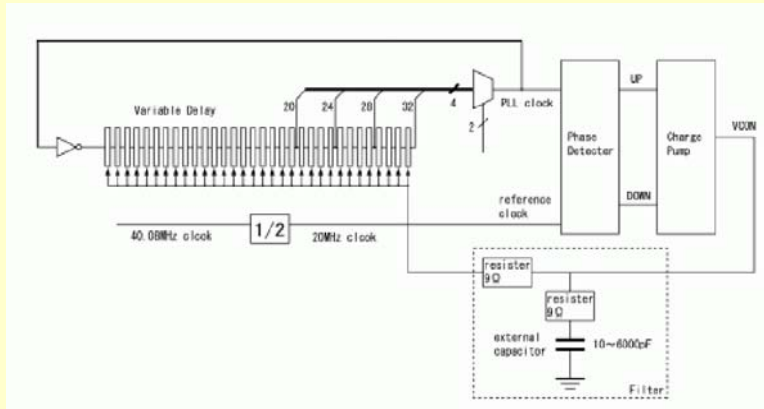 Variable Delay
20
24
28
32
4
2
PLL clock
Phase
Detector
UP
DOWN
Charge
Pump
VCON
reference
clock
40.08MHz clock
1/2
20MHz clock
resister
9Ω
resister
9Ω
external
capacitor
10~6000pF
Filter